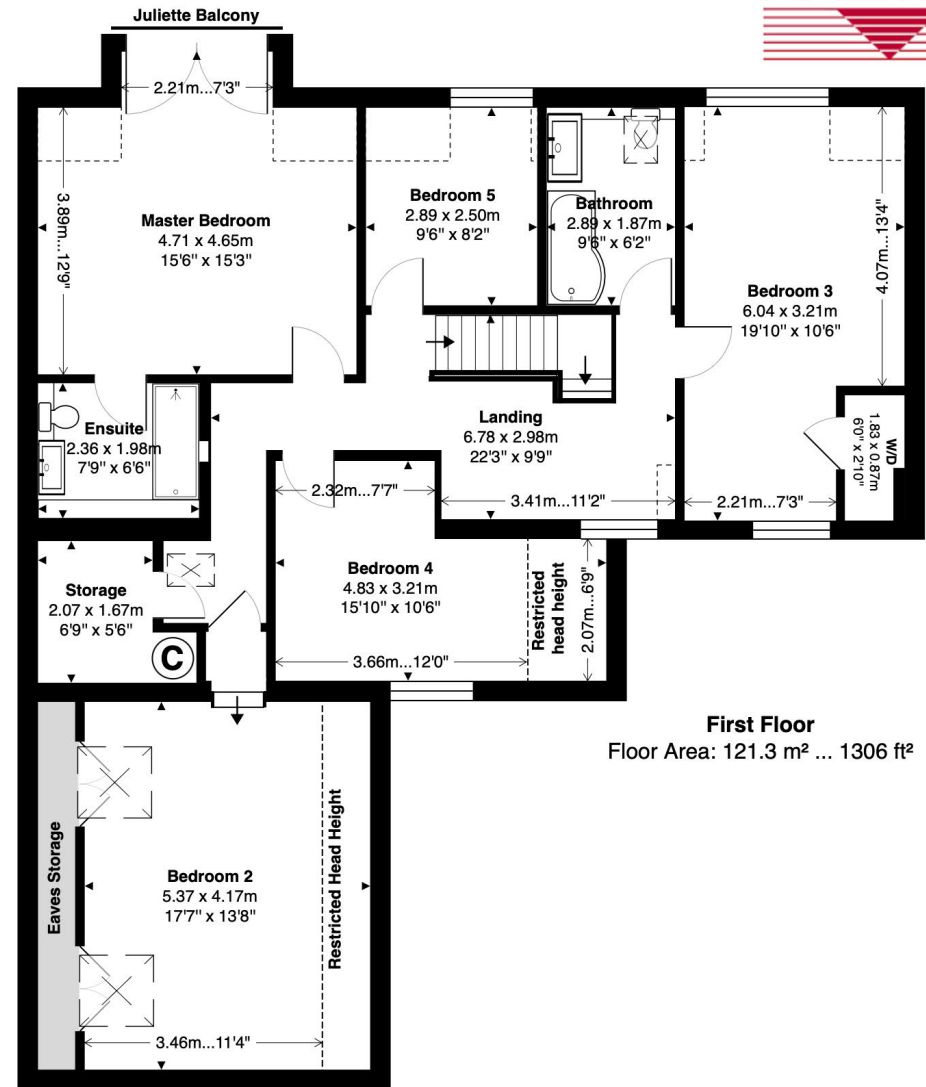 Juliette Balcony
2.21m...7'3"
3.89m...12'9"
Master Bedroom
4.71 x 4.65m
15'6" x 15'3"
Bedroom 5
2.89 x 2.50m
9'6" x 8'2"
Bathroom
2.89 x 1.87m
9'6" x 6'2"
Bedroom 3
6.04 x 3.21m
19'10" x 10'6"
4.07m...13'4"
Ensuite
2.36 x 1.98m
7'9" x 6'6"
Landing
6.78 x 2.98m
22'3" x 9'9"
W/D
1.83 x 0.87m
6'0" x 2'10"
2.32m...7'7"
3.41m...11'2"
2.21m...7'3"
Storage
2.07 x 1.67m
6'9" x 5'6"
C
Bedroom 4
4.83 x 3.21m
15'10" x 10'6"
3.66m...12'0"
Restricted
head height
2.07m...6'9"
First Floor
Floor Area: 121.3 m² ... 1306 ft²
Eaves Storage
Bedroom 2
5.37 x 4.17m
17'7" x 13'8"
Restricted Head Height
3.46m...11'4"